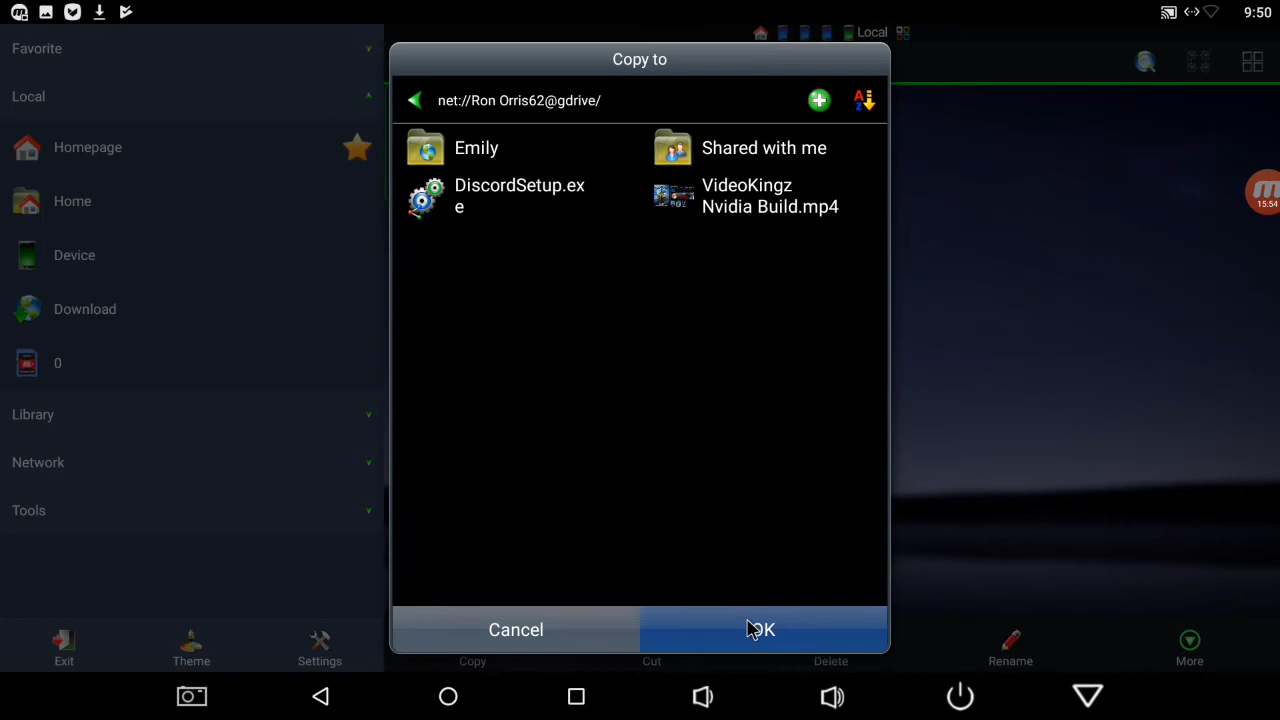 9:50
Favorite
Local
Homepage
Home
Device
Download
0
Library
Network
Tools
Exit
Theme
Settings
Local
Copy to
net://Ron Orris62@gdrive/
Emily
Shared with me
DiscordSetup.ex
e
VideoKingz
Nvidia Build.mp4
Cancel
OK
15:54
Copy
Cut
Delete
Rename
More